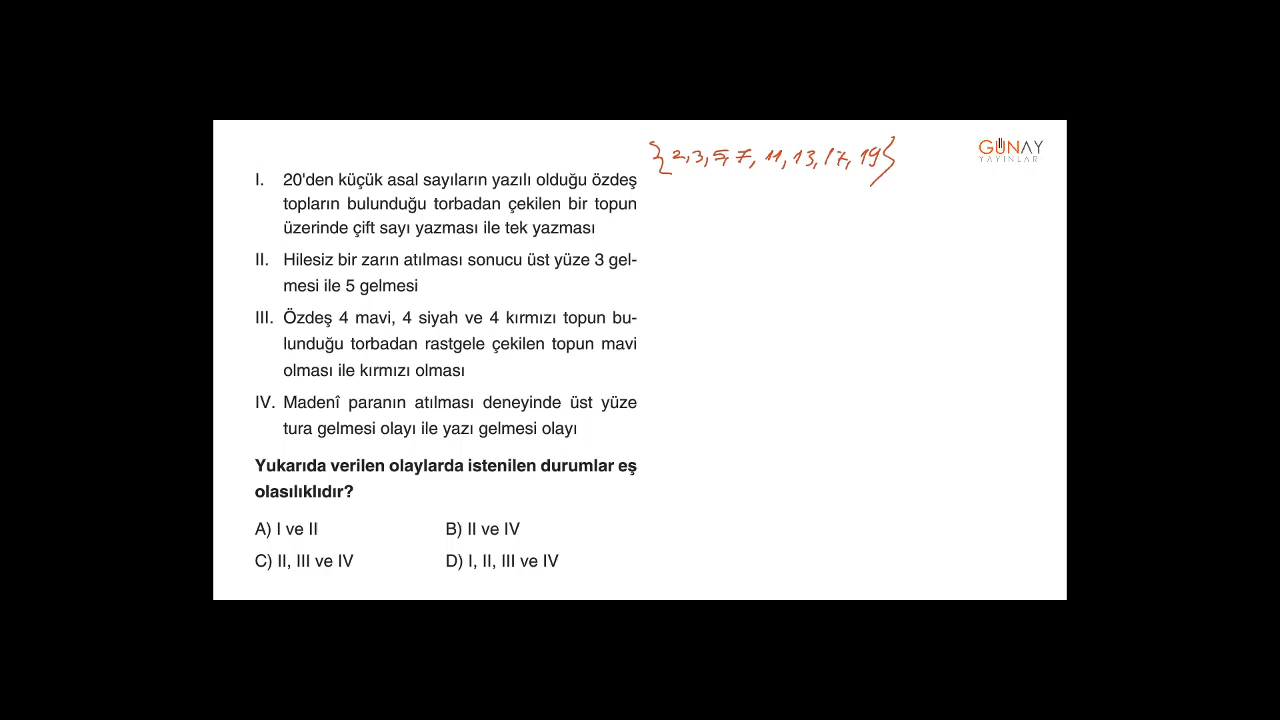 {2,3,5,7,11,13,17,19}
GÜNAY
YAYINLAR
I. 20'den küçük asal sayıların yazılı olduğu özdeş
topların bulunduğu torbadan çekilen bir topun
üzerinde çift sayı yazması ile tek yazması
II. Hilesiz bir zarın atılması sonucu üst yüze 3 gel-
mesi ile 5 gelmesi
III. Özdeş 4 mavi, 4 siyah ve 4 kırmızı topun bu-
lunduğu torbadan rastgele çekilen topun mavi
olması ile kırmızı olması
IV. Madenî paranın atılması deneyinde üst yüze
tura gelmesi olayı ile yazı gelmesi olayı
Yukarıda verilen olaylarda istenilen durumlar eş
olasılıklıdır?
A) I ve II B) II ve IV
C) II, III ve IV D) I, II, III ve IV